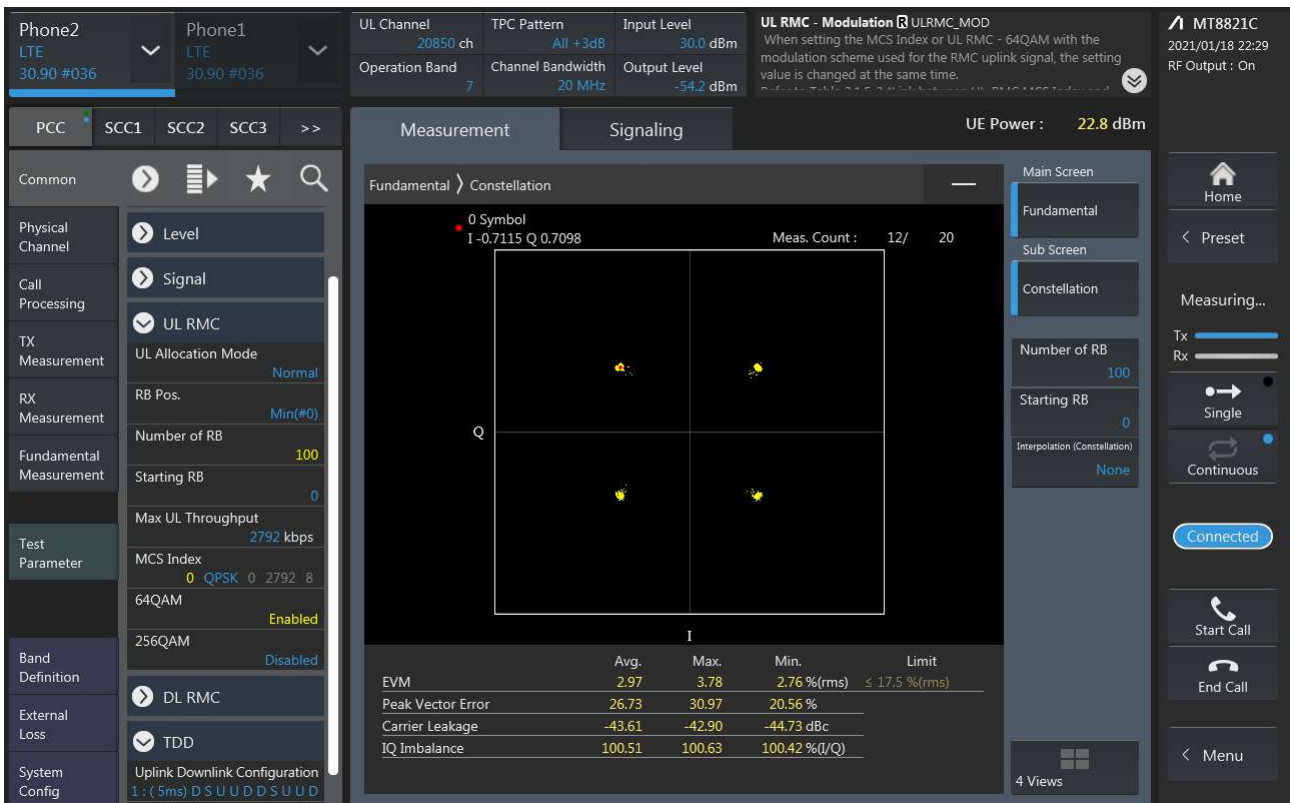 Phone2
LTE
30.90 #036
Phone1
LTE
30.90 #036
UL Channel
20850 ch
Operation Band
7
TPC Pattern
All +3dB
Channel Bandwidth
20 MHz
Input Level
30.0 dBm
Output Level
-54.2 dBm
UL RMC - Modulation R ULRMC_MOD
When setting the MCS Index or UL RMC - 64QAM with the
modulation scheme used for the RMC uplink signal, the setting
value is changed at the same time.
MT8821C
2021/01/18 22:29
RF Output : On
PCC SCC1 SCC2 SCC3 >>
Measurement Signaling
UE Power : 22.8 dBm
Common
Physical
Channel
Call
Processing
TX
Measurement
RX
Measurement
Fundamental
Measurement
Test
Parameter
Band
Definition
External
Loss
System
Config
Level
Signal
UL RMC
UL Allocation Mode
Normal
RB Pos.
Min(#0)
Number of RB
100
Starting RB
0
Max UL Throughput
2792 kbps
MCS Index
0 QPSK 0 2792 8
64QAM
Enabled
256QAM
Disabled
DL RMC
TDD
Uplink Downlink Configuration
1 : ( 5ms) D S U U D D S U U D
Fundamental 〉 Constellation
0 Symbol
I -0.7115 Q 0.7098
Meas. Count : 12/ 20
Q
I
Avg. Max. Min. Limit
EVM 2.97 3.78 2.76 %(rms) ≤ 17.5 %(rms)
Peak Vector Error 26.73 30.97 20.56 %
Carrier Leakage -43.61 -42.90 -44.73 dBc
IQ Imbalance 100.51 100.63 100.42 %(I/Q)
Main Screen
Fundamental
Sub Screen
Constellation
Number of RB
100
Starting RB
0
Interpolation (Constellation)
None
4 Views
Home
< Preset
Measuring...
Tx
Rx
Single
Continuous
Connected
Start Call
End Call
< Menu